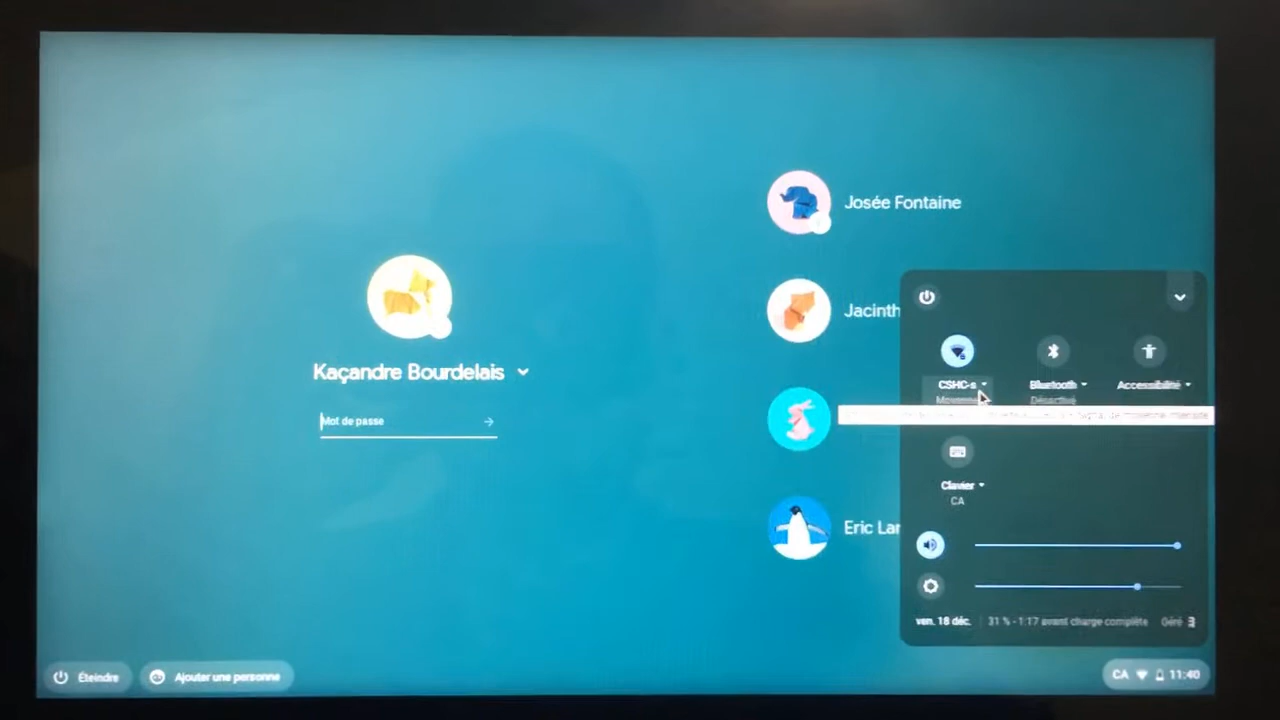 Josée Fontaine
Jacinth
Kaçandre Bourdelais
Mot de passe
CSHC-s
Bluetooth
Accessibilité
Désactivé
Clavier
CA
Eric Lar
ven. 18 déc.
31 % - 1:17 avant charge complète
Géré
Éteindre
Ajouter une personne
CA
11:40